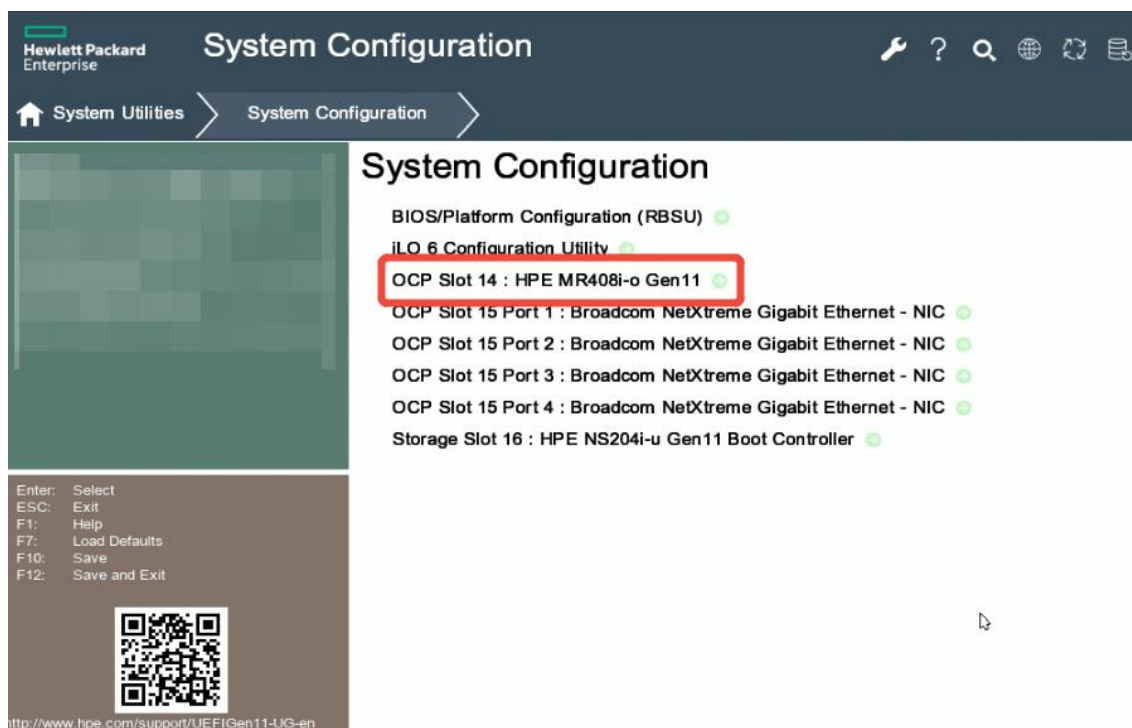 Hewlett Packard
Enterprise
System Configuration
System Utilities
System Configuration
System Configuration
BIOS/Platform Configuration (RBSU)
iLO 6 Configuration Utility
OCP Slot 14 : HPE MR408i-o Gen11
OCP Slot 15 Port 1 : Broadcom NetXtreme Gigabit Ethernet - NIC
OCP Slot 15 Port 2 : Broadcom NetXtreme Gigabit Ethernet - NIC
OCP Slot 15 Port 3 : Broadcom NetXtreme Gigabit Ethernet - NIC
OCP Slot 15 Port 4 : Broadcom NetXtreme Gigabit Ethernet - NIC
Storage Slot 16 : HPE NS204i-u Gen11 Boot Controller
Enter: Select
ESC: Exit
F1: Help
F7: Load Defaults
F10: Save
F12: Save and Exit
http://www.hpe.com/support/UEFIGen11-UG-en